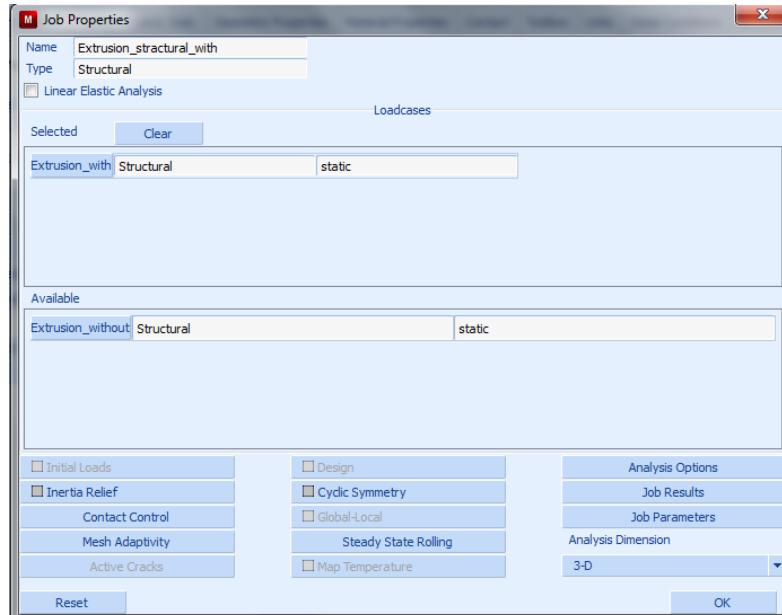 M Job Properties
Name Extrusion_stractural_with
Type Structural
Linear Elastic Analysis
Loadcases
Selected Clear
Extrusion_with Structural static
Available
Extrusion_without Structural static
Initial Loads Design Analysis Options
Inertia Relief Cyclic Symmetry Job Results
Contact Control Global-Local Job Parameters
Mesh Adaptivity Steady State Rolling Analysis Dimension
Active Cracks Map Temperature 3-D
Reset OK